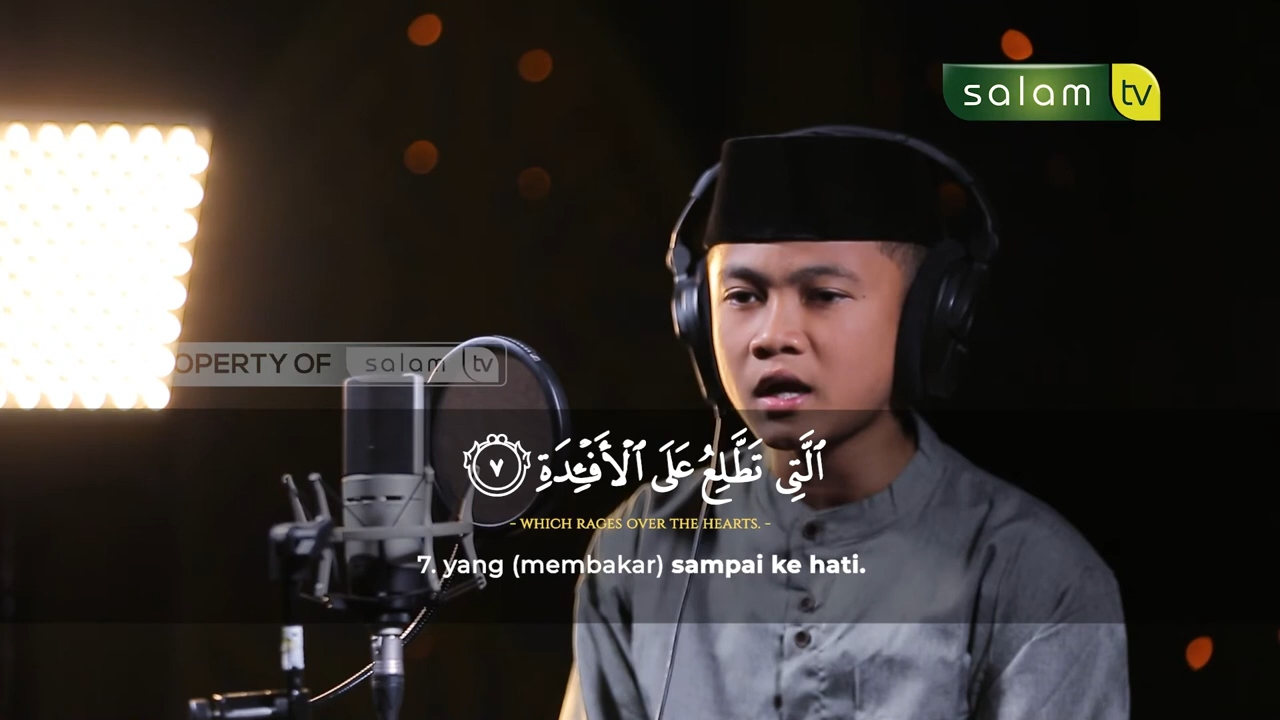 salam tv
OPERTY OF salam tv
ٱلَّتِى تَطَّلِعُ عَلَى ٱلْأَفْـِٔدَةِ ٧
- WHICH RAGES OVER THE HEARTS. -
7. yang (membakar) sampai ke hati.